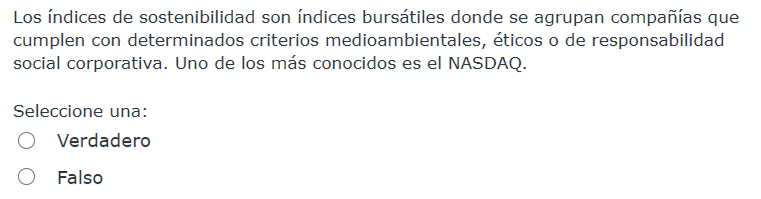 Los índices de sostenibilidad son índices bursátiles donde se agrupan compañías que
cumplen con determinados criterios medioambientales, éticos o de responsabilidad
social corporativa. Uno de los más conocidos es el NASDAQ.
Seleccione una:
Verdadero
Falso